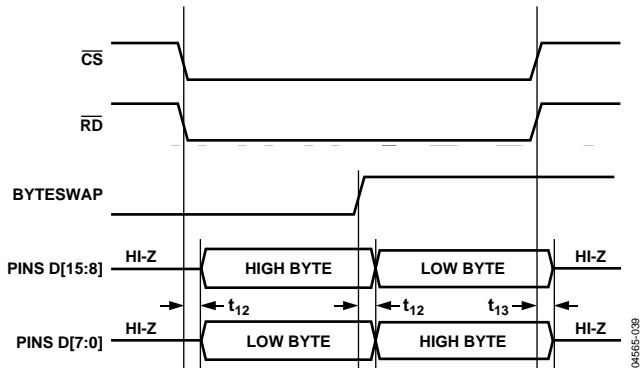 CS
RD
BYTESWAP
PINS D[15:8] HI-Z HIGH BYTE LOW BYTE HI-Z
t12 t12 t13
PINS D[7:0] HI-Z LOW BYTE HIGH BYTE HI-Z
04565-039